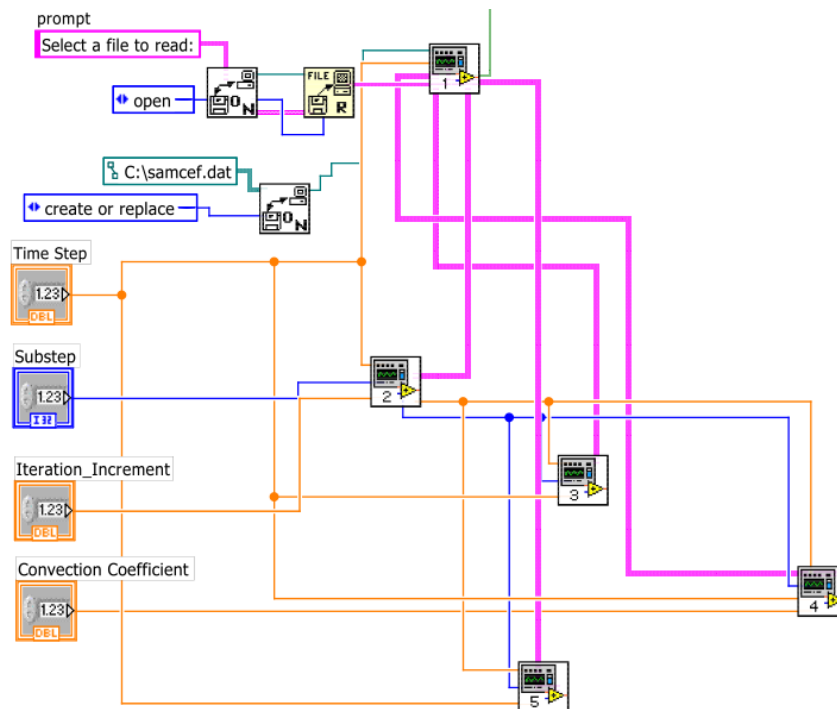 prompt
Select a file to read:
open
O N
FILE
R
1
C:\samcef.dat
create or replace
O N
Time Step
1.23
DBL
Substep
1.23
I32
2
Iteration_Increment
1.23
DBL
3
Convection Coefficient
1.23
DBL
4
5